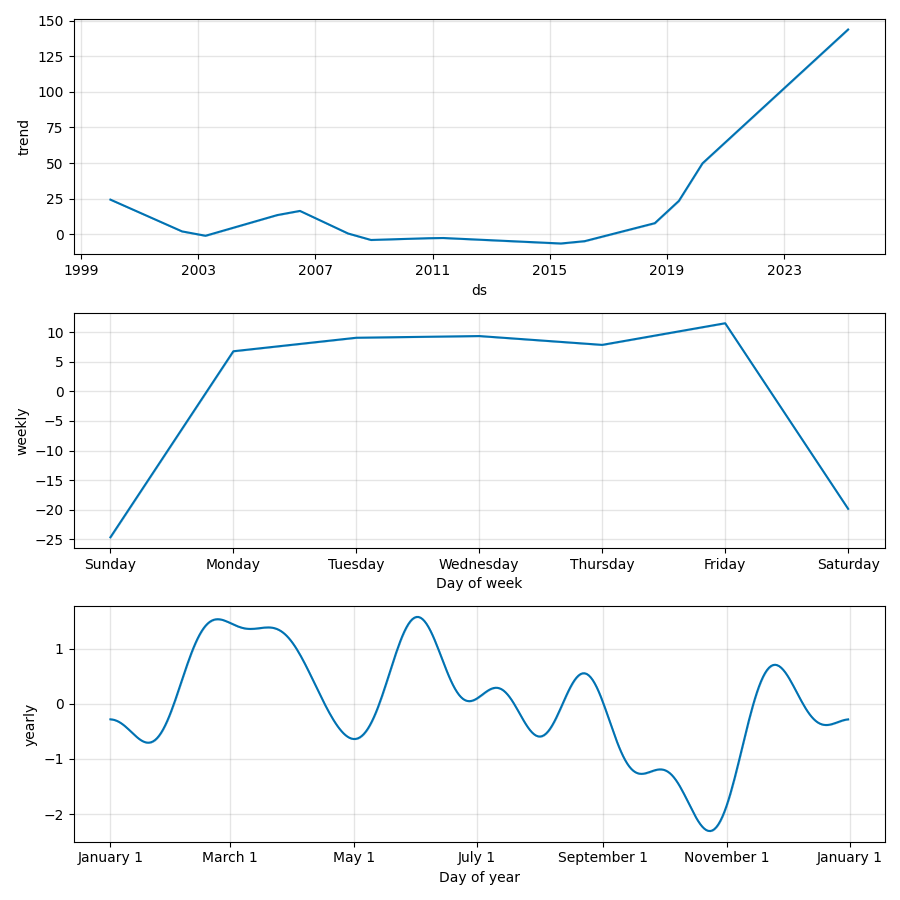 150
125
100
75
50
25
0
trend
1999 2003 2007 2011 2015 2019 2023
ds
10
5
0
−5
−10
−15
−20
−25
weekly
Sunday Monday Tuesday Wednesday Thursday Friday Saturday
Day of week
1
0
−1
−2
yearly
January 1 March 1 May 1 July 1 September 1 November 1 January 1
Day of year